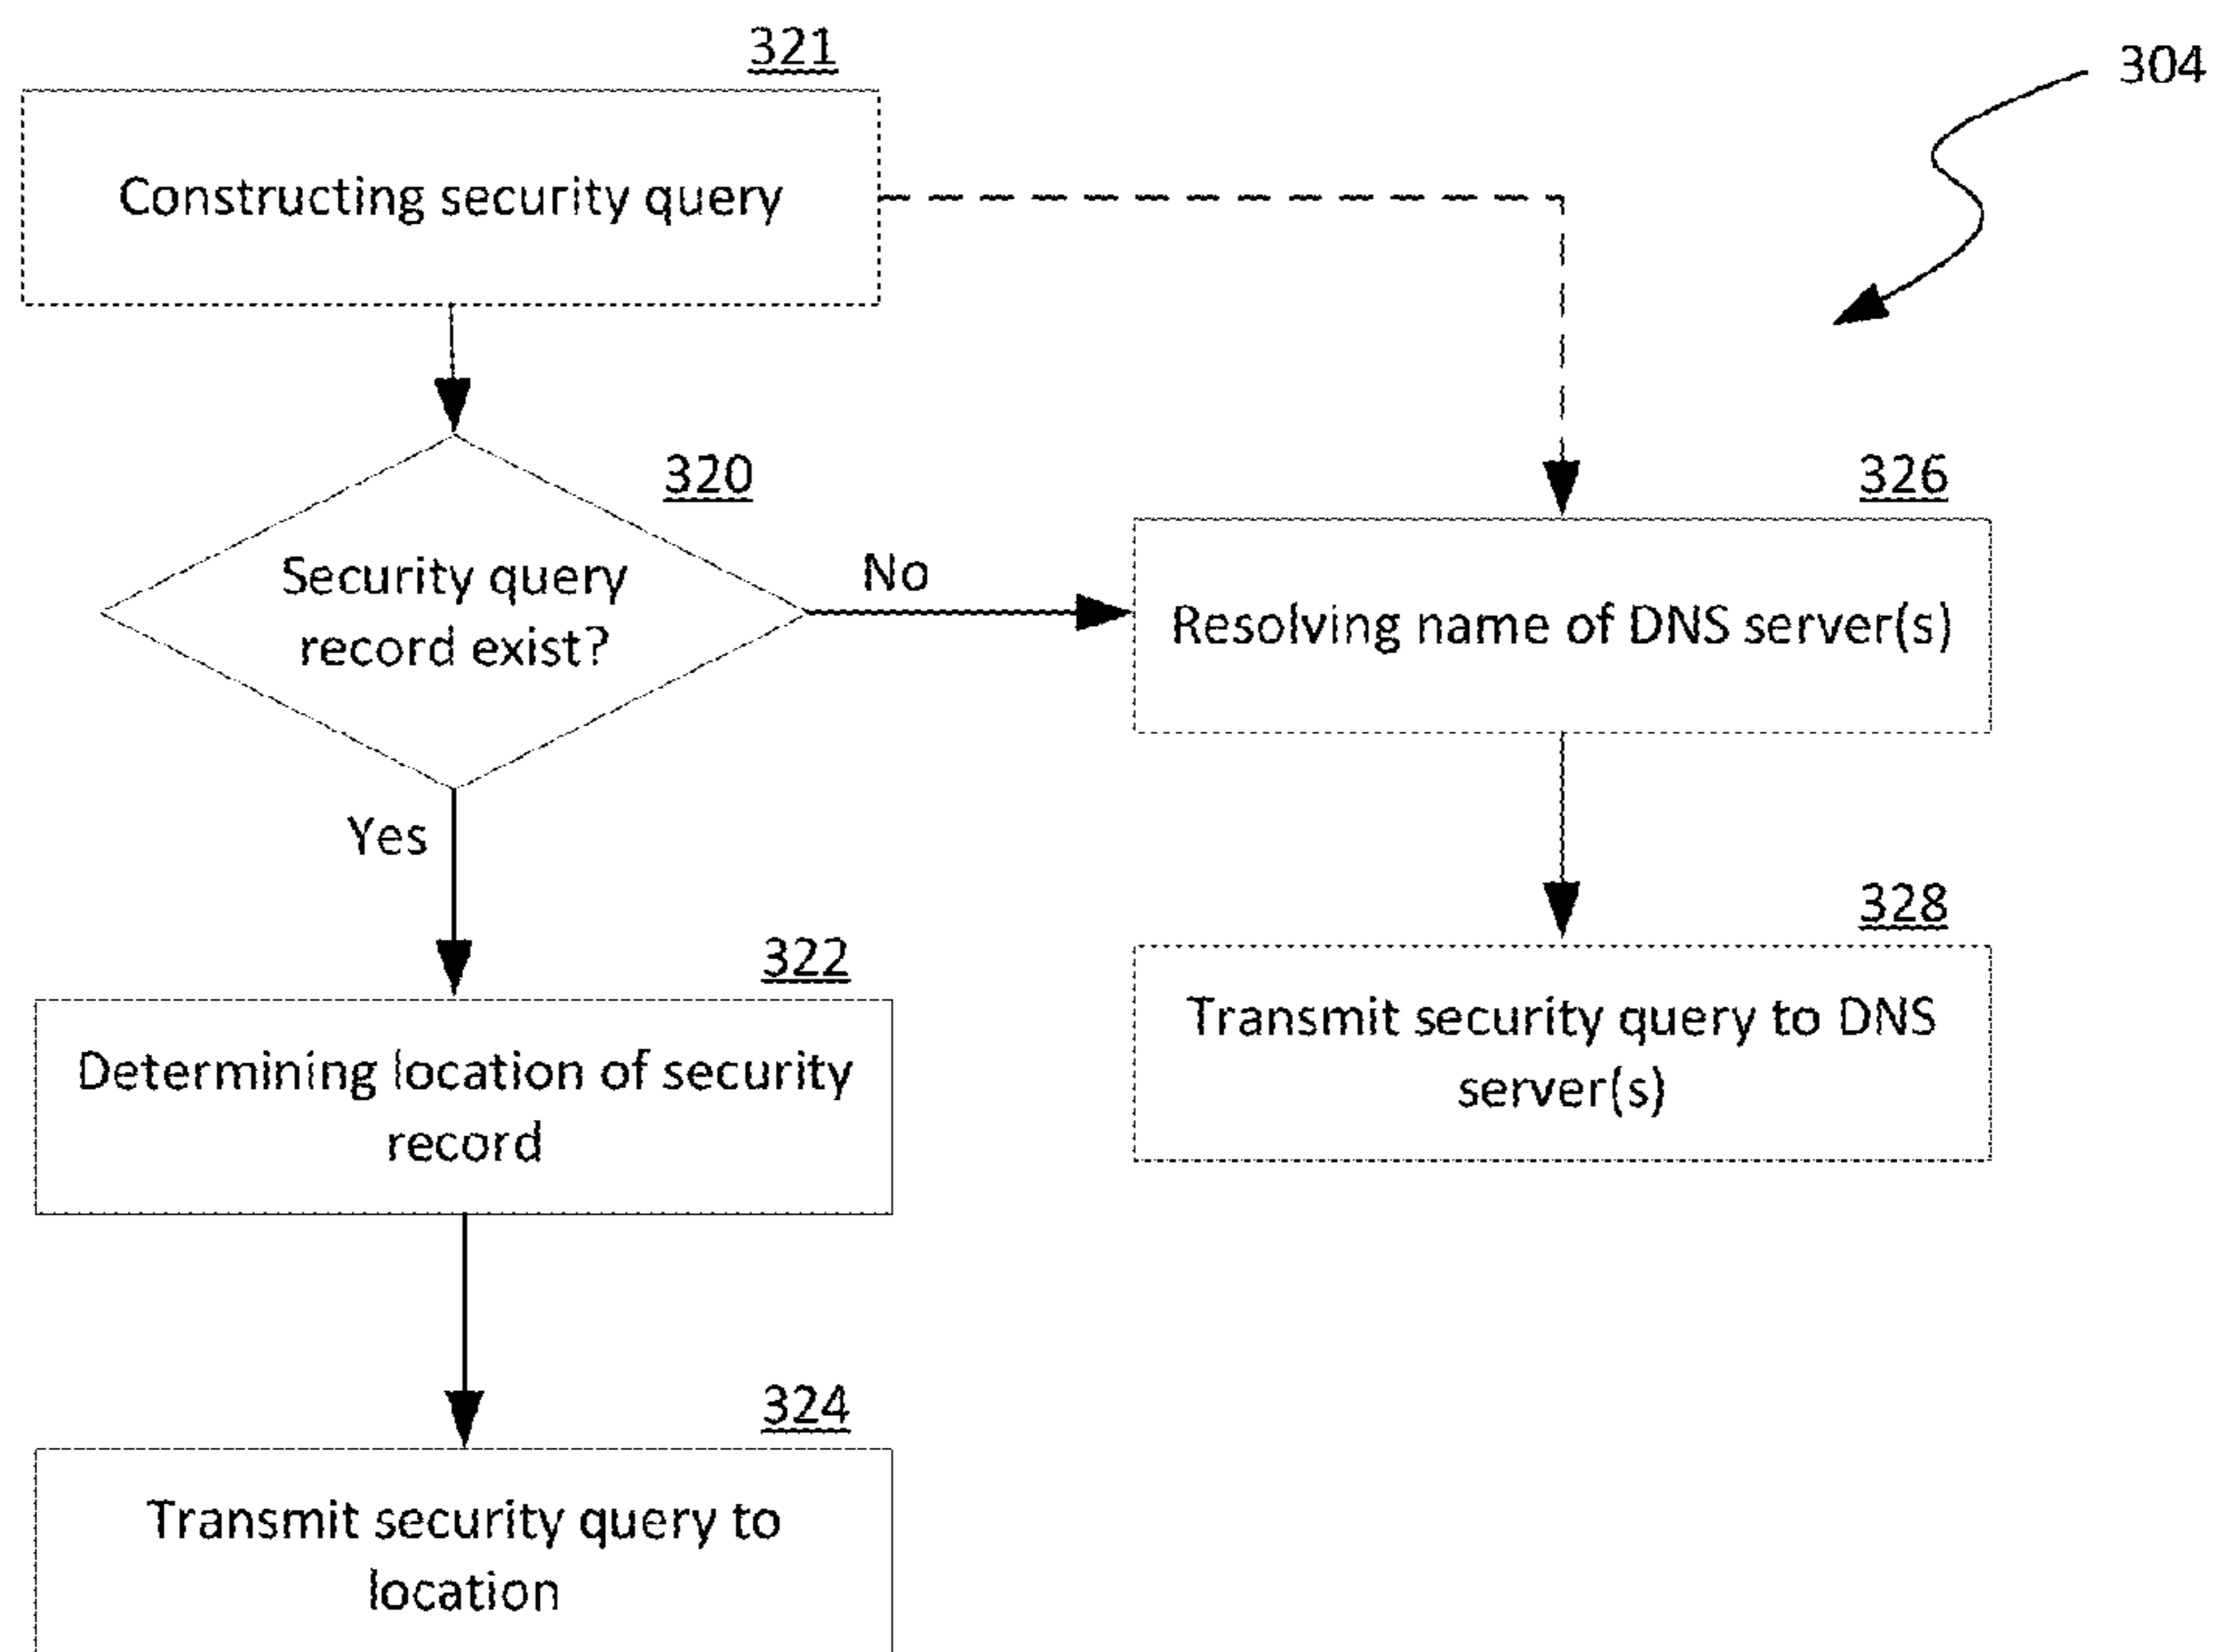 321
304
Constructing security query
320
Security query
record exist?
No
326
Resolving name of DNS server(s)
Yes
322
Determining location of security
record
328
Transmit security query to DNS
server(s)
324
Transmit security query to
location